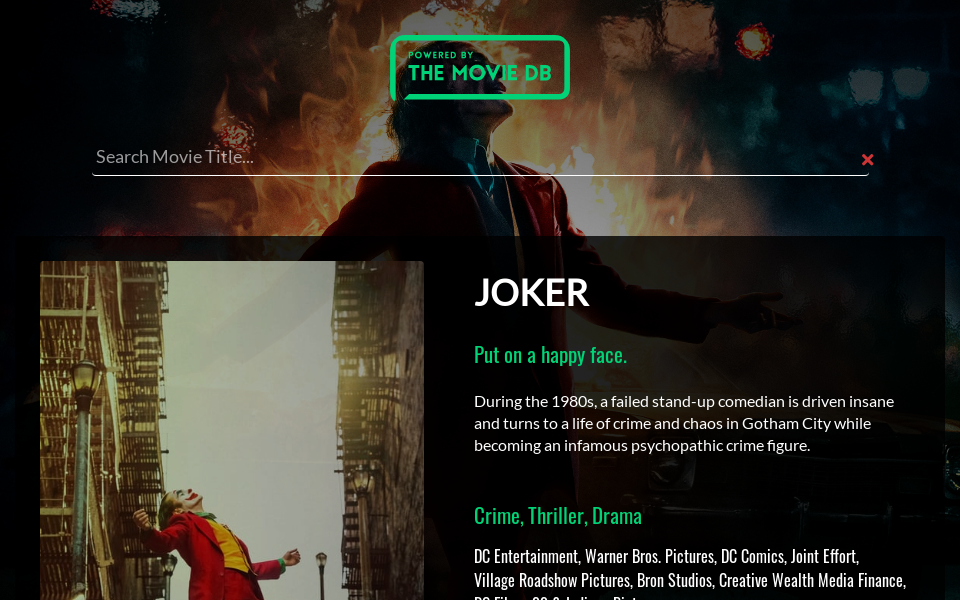 POWERED BY
THE MOVIE DB
Search Movie Title...
JOKER
Put on a happy face.
During the 1980s, a failed stand-up comedian is driven insane
and turns to a life of crime and chaos in Gotham City while
becoming an infamous psychopathic crime figure.
Crime, Thriller, Drama
DC Entertainment, Warner Bros. Pictures, DC Comics, Joint Effort,
Village Roadshow Pictures, Bron Studios, Creative Wealth Media Finance,